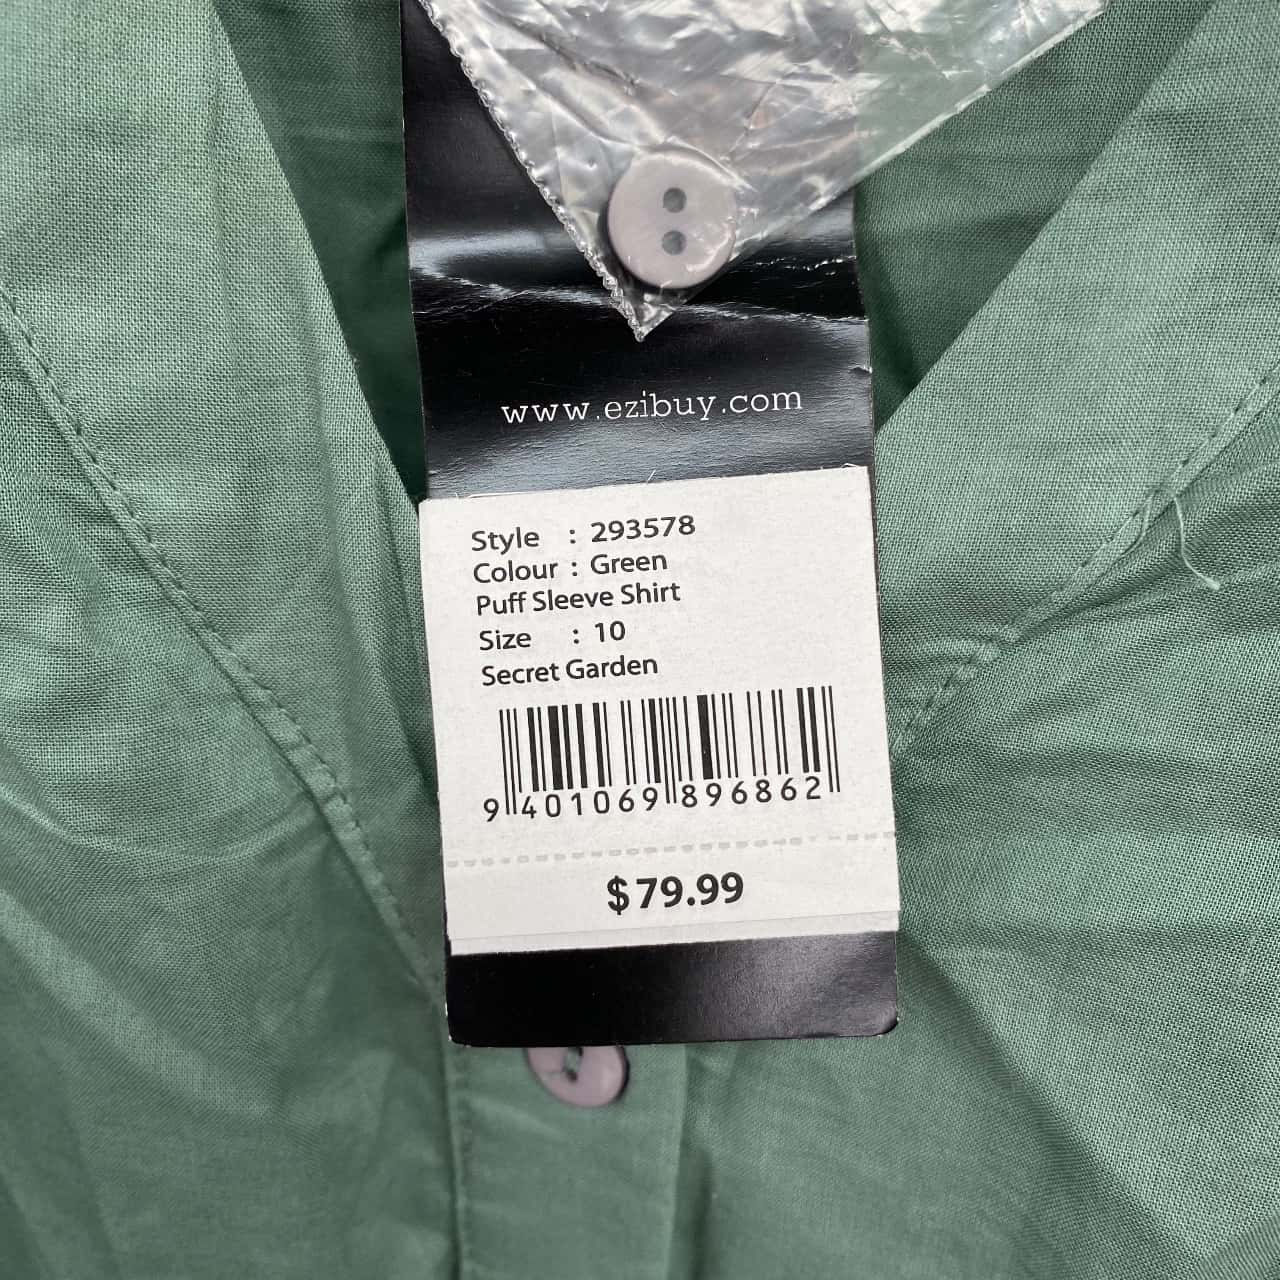 www.ezibuy.com
Style : 293578
Colour : Green
Puff Sleeve Shirt
Size : 10
Secret Garden
9 401069 896862
$79.99